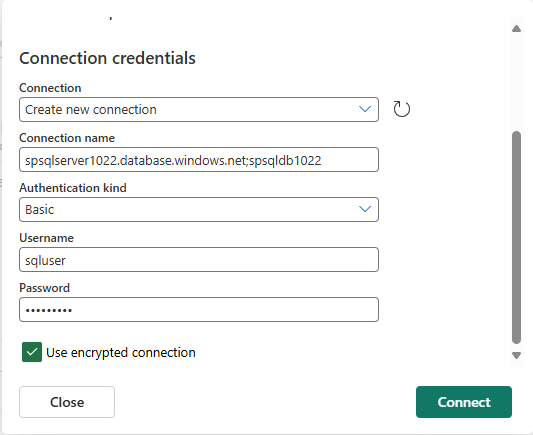 Connection credentials
Connection
Create new connection
Connection name
spsqlserver1022.database.windows.net;spsqldb1022
Authentication kind
Basic
Username
sqluser
Password
•••••••••
Use encrypted connection
Close
Connect